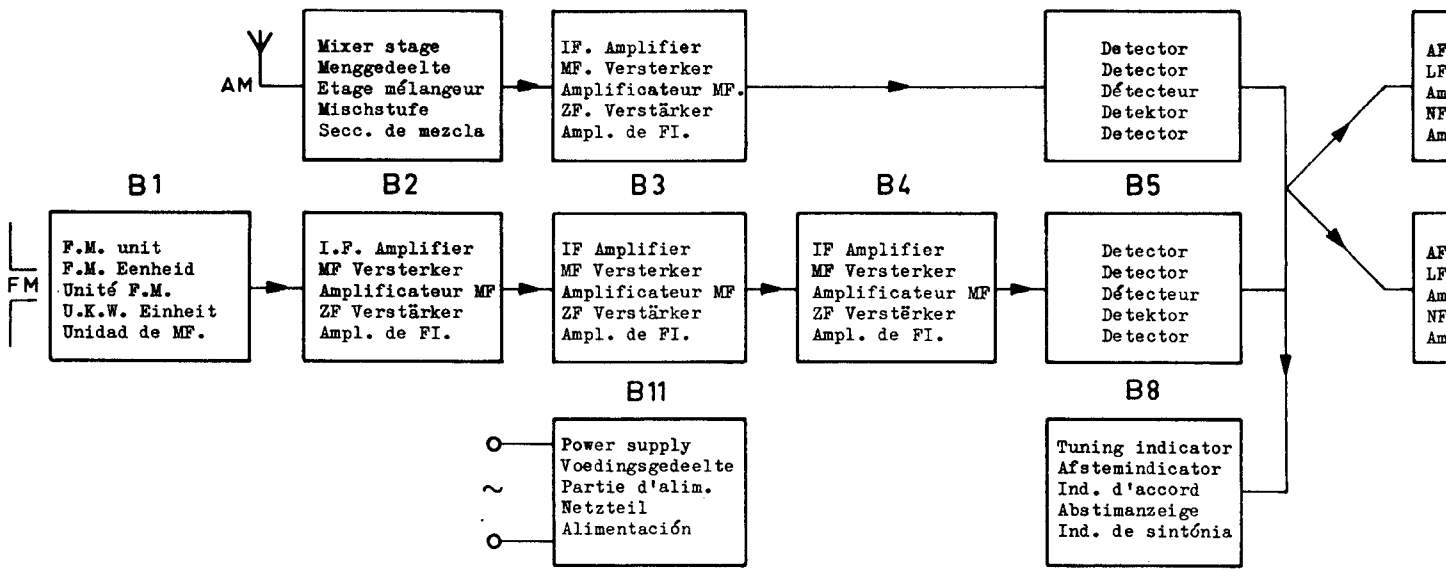 AM
Mixer stage
Menggedeelte
Etage mélangeur
Mischstufe
Secc. de mezcla
IF. Amplifier
MF. Versterker
Amplificateur MF.
ZF. Verstärker
Ampl. de FI.
Detector
Detector
Détecteur
Detektor
Detector
AF
LF
Am
NF
Am
B1
B2
B3
B4
B5
FM
F.M. unit
F.M. Eenheid
Unité F.M.
U.K.W. Einheit
Unidad de MF.
I.F. Amplifier
MF Versterker
Amplificateur MF
ZF Verstärker
Ampl. de FI.
IF Amplifier
MF Versterker
Amplificateur MF
ZF Verstärker
Ampl. de FI.
IF Amplifier
MF Versterker
Amplificateur MF
ZF Verstërker
Ampl. de FI.
Detector
Detector
Détecteur
Detektor
Detector
AF
LF
Am
NF
Am
B11
B8
~
Power supply
Voedingsgedeelte
Partie d'alim.
Netzteil
Alimentación
Tuning indicator
Afstemindicator
Ind. d'accord
Abstimanzeige
Ind. de sintónia